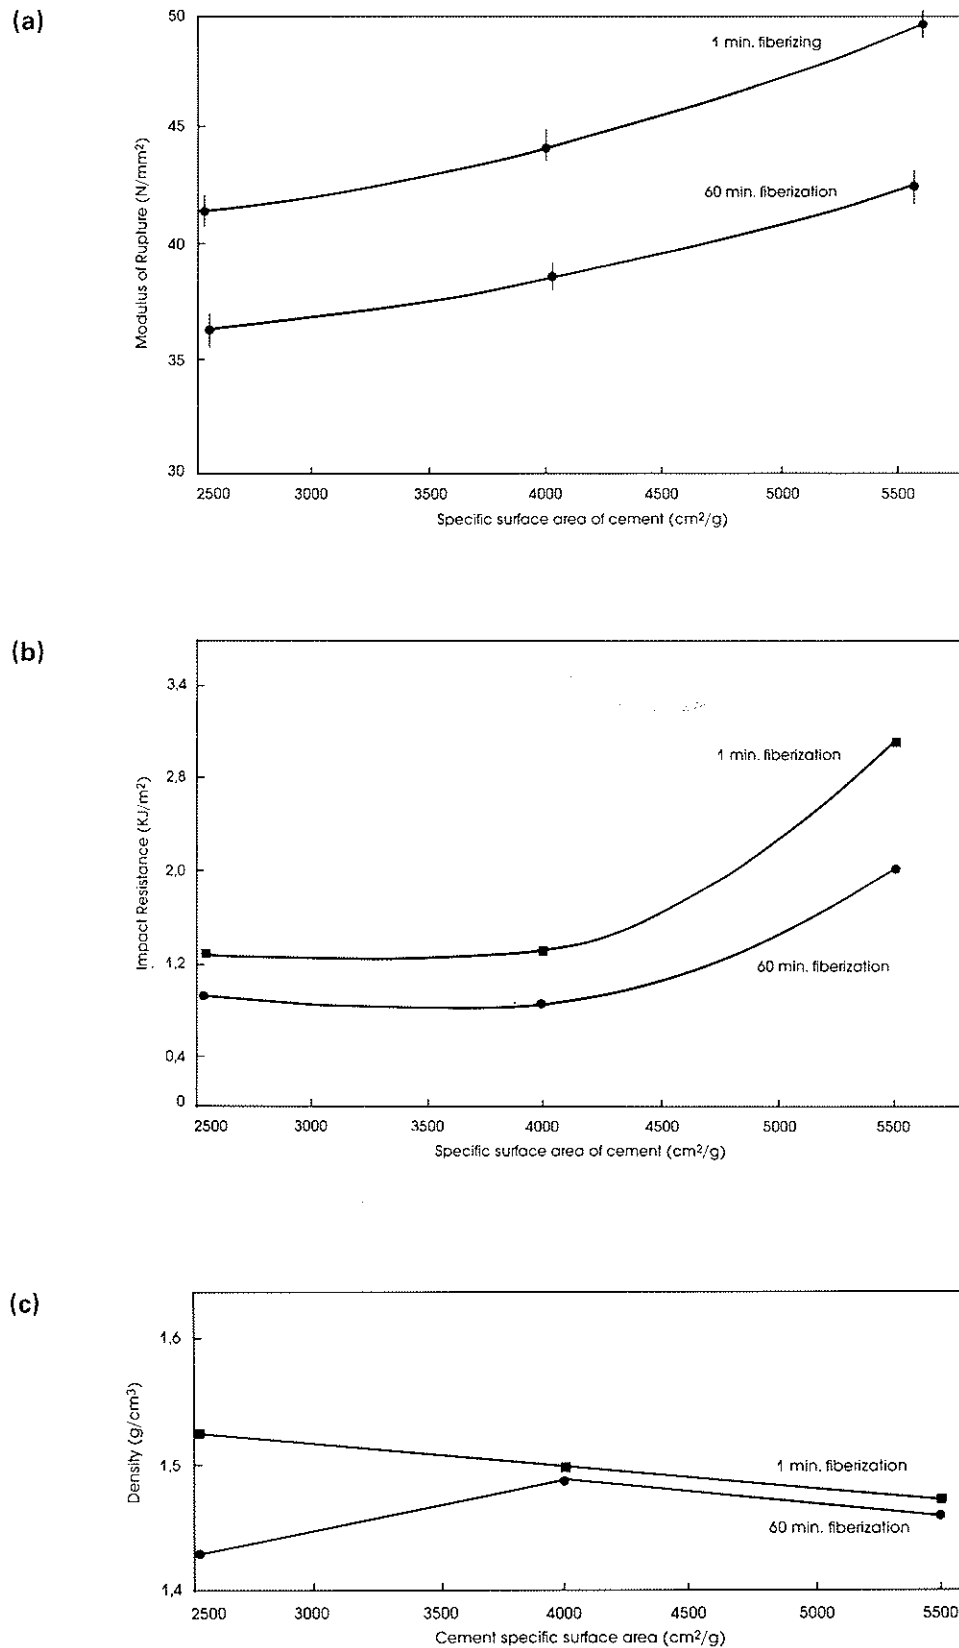 (a)
50
45
40
35
30
Modulus of Rupture (N/mm²)
1 min. fiberizing
60 min. fiberization
2500 3000 3500 4000 4500 5000 5500
Specific surface area of cement (cm²/g)
(b)
3,4
2,8
2,0
1,2
0,4
0
Impact Resistance (KJ/m²)
1 min. fiberization
60 min. fiberization
2500 3000 3500 4000 4500 5000 5500
Specific surface area of cement (cm²/g)
(c)
1,6
1,5
1,4
Density (g/cm³)
1 min. fiberization
60 min. fiberization
2500 3000 3500 4000 4500 5000 5500
Cement specific surface area (cm²/g)